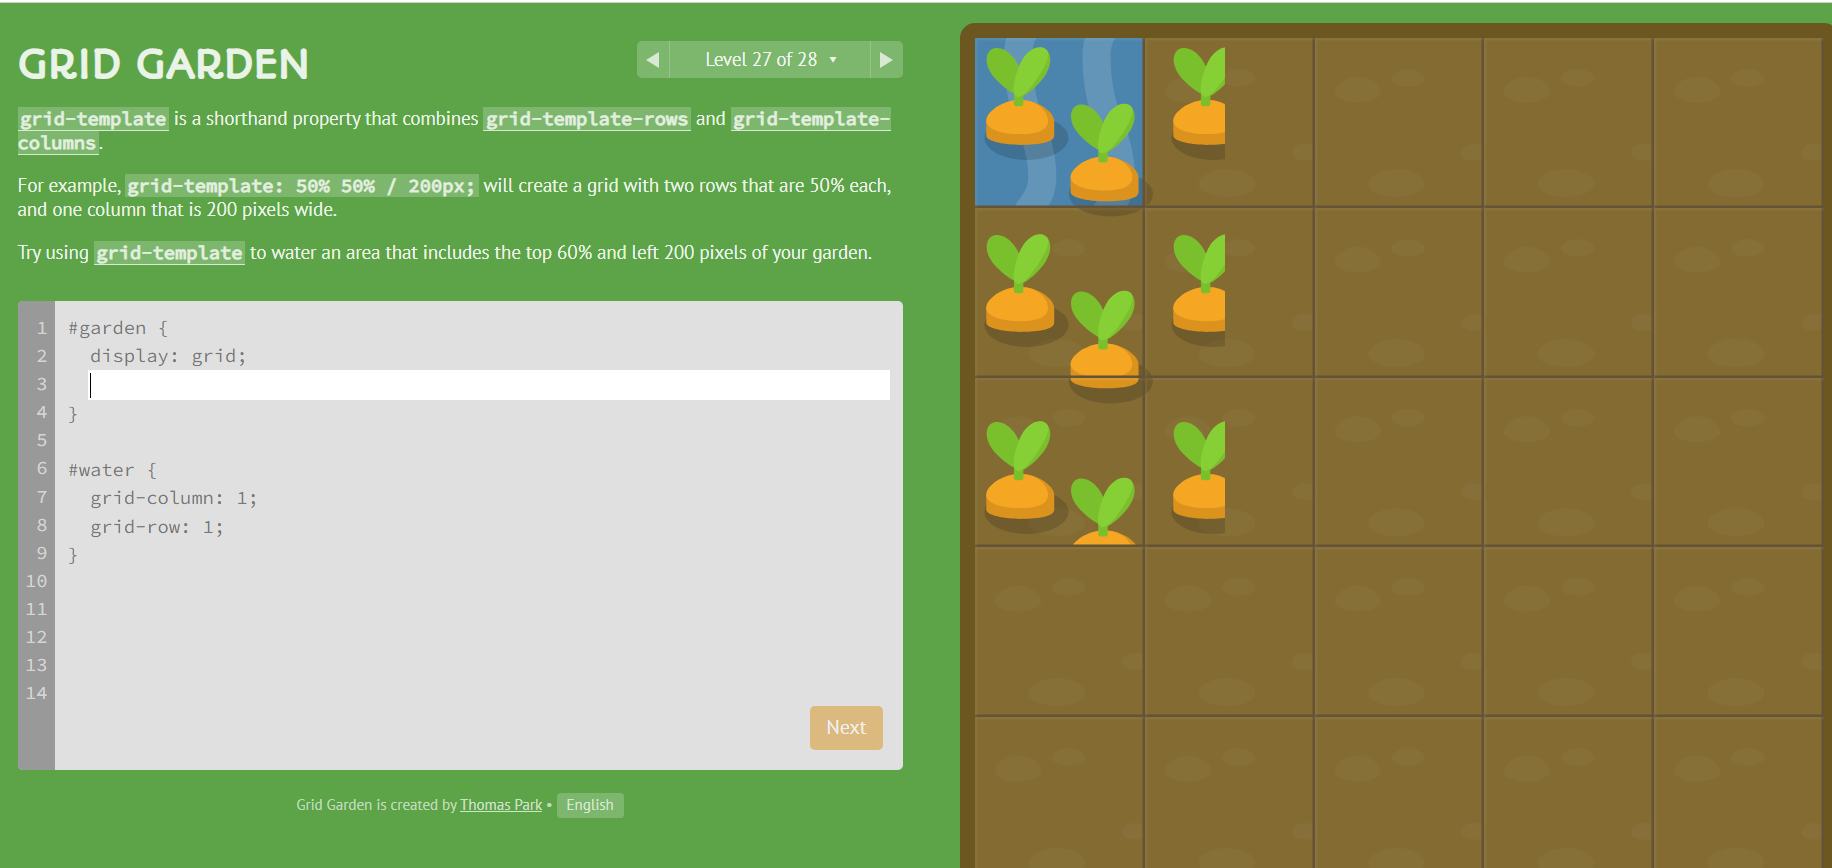 GRID GARDEN
◀ Level 27 of 28 ▾ ▶
grid-template is a shorthand property that combines grid-template-rows and grid-template-
columns.
For example, grid-template: 50% 50% / 200px; will create a grid with two rows that are 50% each,
and one column that is 200 pixels wide.
Try using grid-template to water an area that includes the top 60% and left 200 pixels of your garden.
1 #garden {
2 display: grid;
3
4 }
5
6 #water {
7 grid-column: 1;
8 grid-row: 1;
9 }
10
11
12
13
14
Next
Grid Garden is created by Thomas Park • English